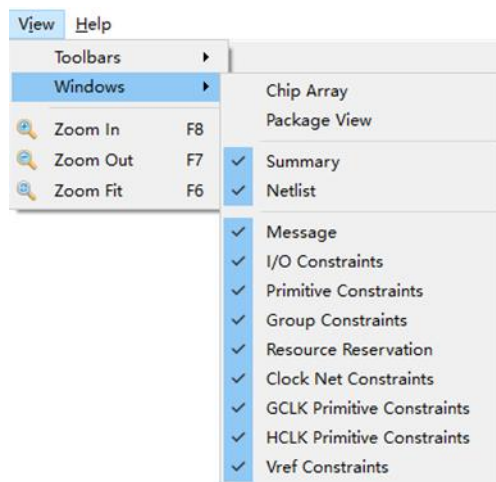 View Help
Toolbars
Windows
Zoom In F8
Zoom Out F7
Zoom Fit F6
Chip Array
Package View
Summary
Netlist
Message
I/O Constraints
Primitive Constraints
Group Constraints
Resource Reservation
Clock Net Constraints
GCLK Primitive Constraints
HCLK Primitive Constraints
Vref Constraints